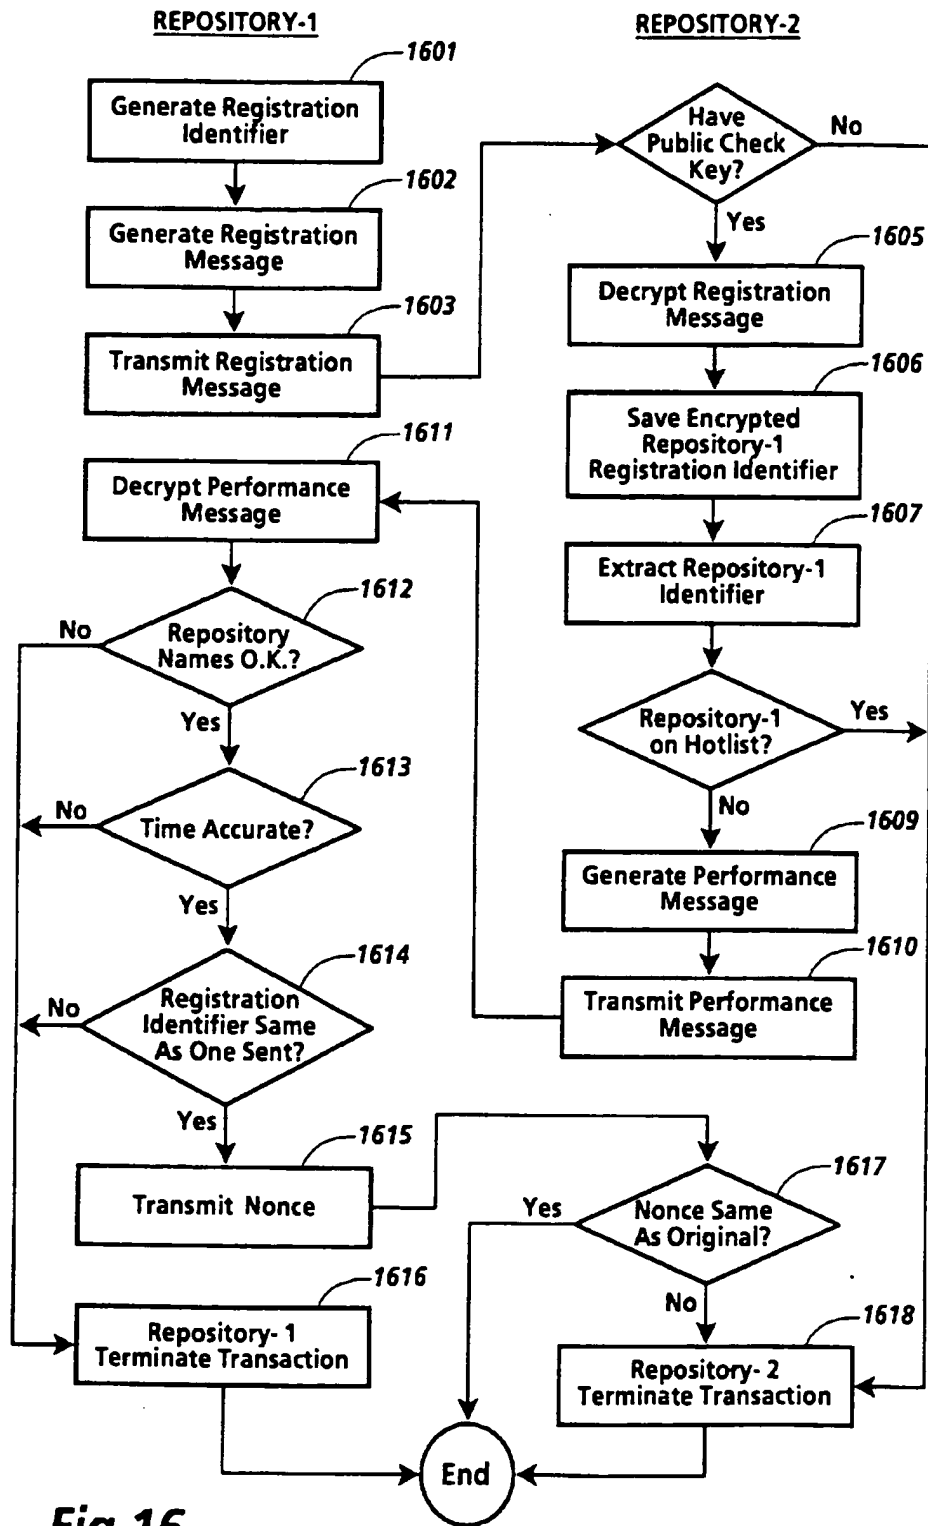 REPOSITORY-1
1601
Generate Registration
Identifier
1602
Generate Registration
Message
1603
Transmit Registration
Message
1611
Decrypt Performance
Message
1612
Repository
Names O.K.?
No
Yes
1613
Time Accurate?
No
Yes
1614
Registration
Identifier Same
As One Sent?
No
Yes
1615
Transmit Nonce
1616
Repository- 1
Terminate Transaction
REPOSITORY-2
Have
Public Check
Key?
No
Yes
1605
Decrypt Registration
Message
1606
Save Encrypted
Repository-1
Registration Identifier
1607
Extract Repository-1
Identifier
Repository-1
on Hotlist?
Yes
No
1609
Generate Performance
Message
1610
Transmit Performance
Message
1617
Nonce Same
As Original?
Yes
No
1618
Repository- 2
Terminate Transaction
End
Fig.16